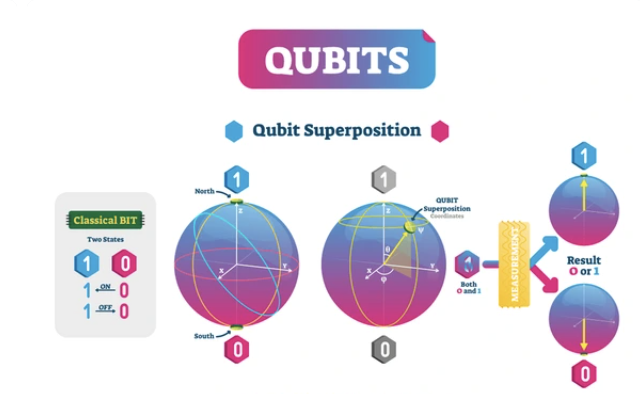 QUBITS
Qubit Superposition
Classical BIT
Two States
1 0
1 ON 0
1 OFF 0
North
1
Z
X
Y
South
0
1
Z
QUBIT
Superposition
Coordinates
Ψ
θ
X
Y
φ
0
Both
0 and 1
MEASUREMENT
1
Result
0 or 1
0